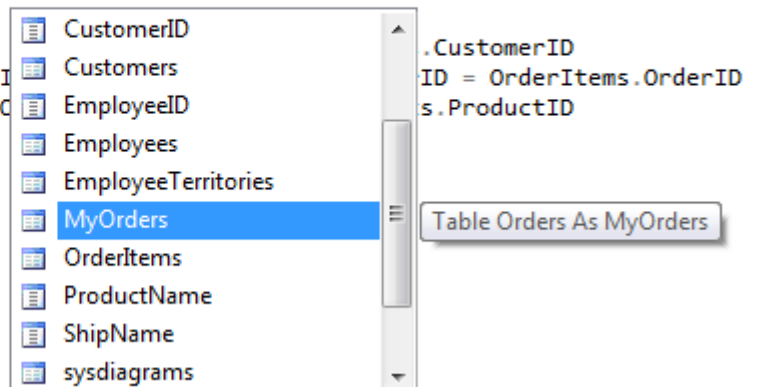 CustomerID
Customers
EmployeeID
Employees
EmployeeTerritories
MyOrders
OrderItems
ProductName
ShipName
sysdiagrams
.CustomerID
ID = OrderItems.OrderID
s.ProductID
Table Orders As MyOrders